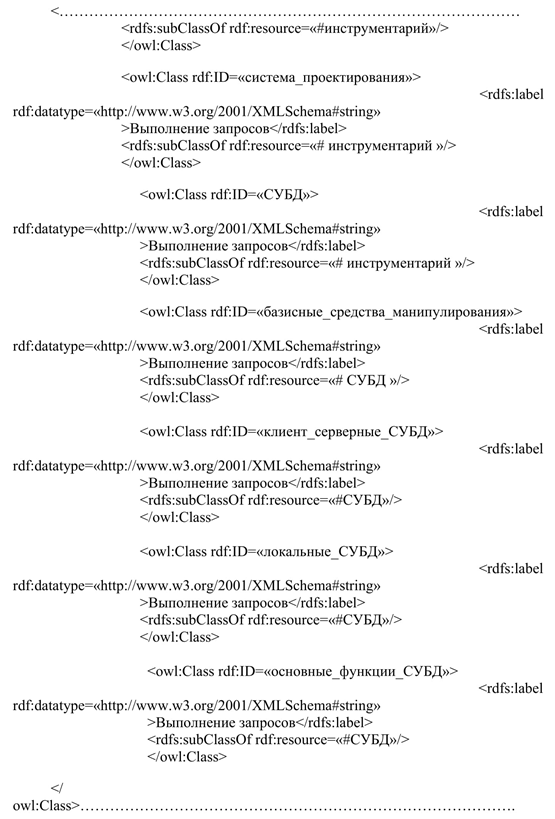 <……………………………………………………………………………
<rdfs:subClassOf rdf:resource=«#инструментарий»/>
</owl:Class>
<owl:Class rdf:ID=«система_проектирования»>
<rdfs:label
rdf:datatype=«http://www.w3.org/2001/XMLSchema#string»
>Выполнение запросов</rdfs:label>
<rdfs:subClassOf rdf:resource=«# инструментарий »/>
</owl:Class>
<owl:Class rdf:ID=«СУБД»>
<rdfs:label
rdf:datatype=«http://www.w3.org/2001/XMLSchema#string»
>Выполнение запросов</rdfs:label>
<rdfs:subClassOf rdf:resource=«# инструментарий »/>
</owl:Class>
<owl:Class rdf:ID=«базисные_средства_манипулирования»>
<rdfs:label
rdf:datatype=«http://www.w3.org/2001/XMLSchema#string»
>Выполнение запросов</rdfs:label>
<rdfs:subClassOf rdf:resource=«# СУБД »/>
</owl:Class>
<owl:Class rdf:ID=«клиент_серверные_СУБД»>
<rdfs:label
rdf:datatype=«http://www.w3.org/2001/XMLSchema#string»
>Выполнение запросов</rdfs:label>
<rdfs:subClassOf rdf:resource=«#СУБД»/>
</owl:Class>
<owl:Class rdf:ID=«локальные_СУБД»>
<rdfs:label
rdf:datatype=«http://www.w3.org/2001/XMLSchema#string»
>Выполнение запросов</rdfs:label>
<rdfs:subClassOf rdf:resource=«#СУБД»/>
</owl:Class>
<owl:Class rdf:ID=«основные_функции_СУБД»>
<rdfs:label
rdf:datatype=«http://www.w3.org/2001/XMLSchema#string»
>Выполнение запросов</rdfs:label>
<rdfs:subClassOf rdf:resource=«#СУБД»/>
</owl:Class>
</
owl:Class>…………………………………………………………………………….